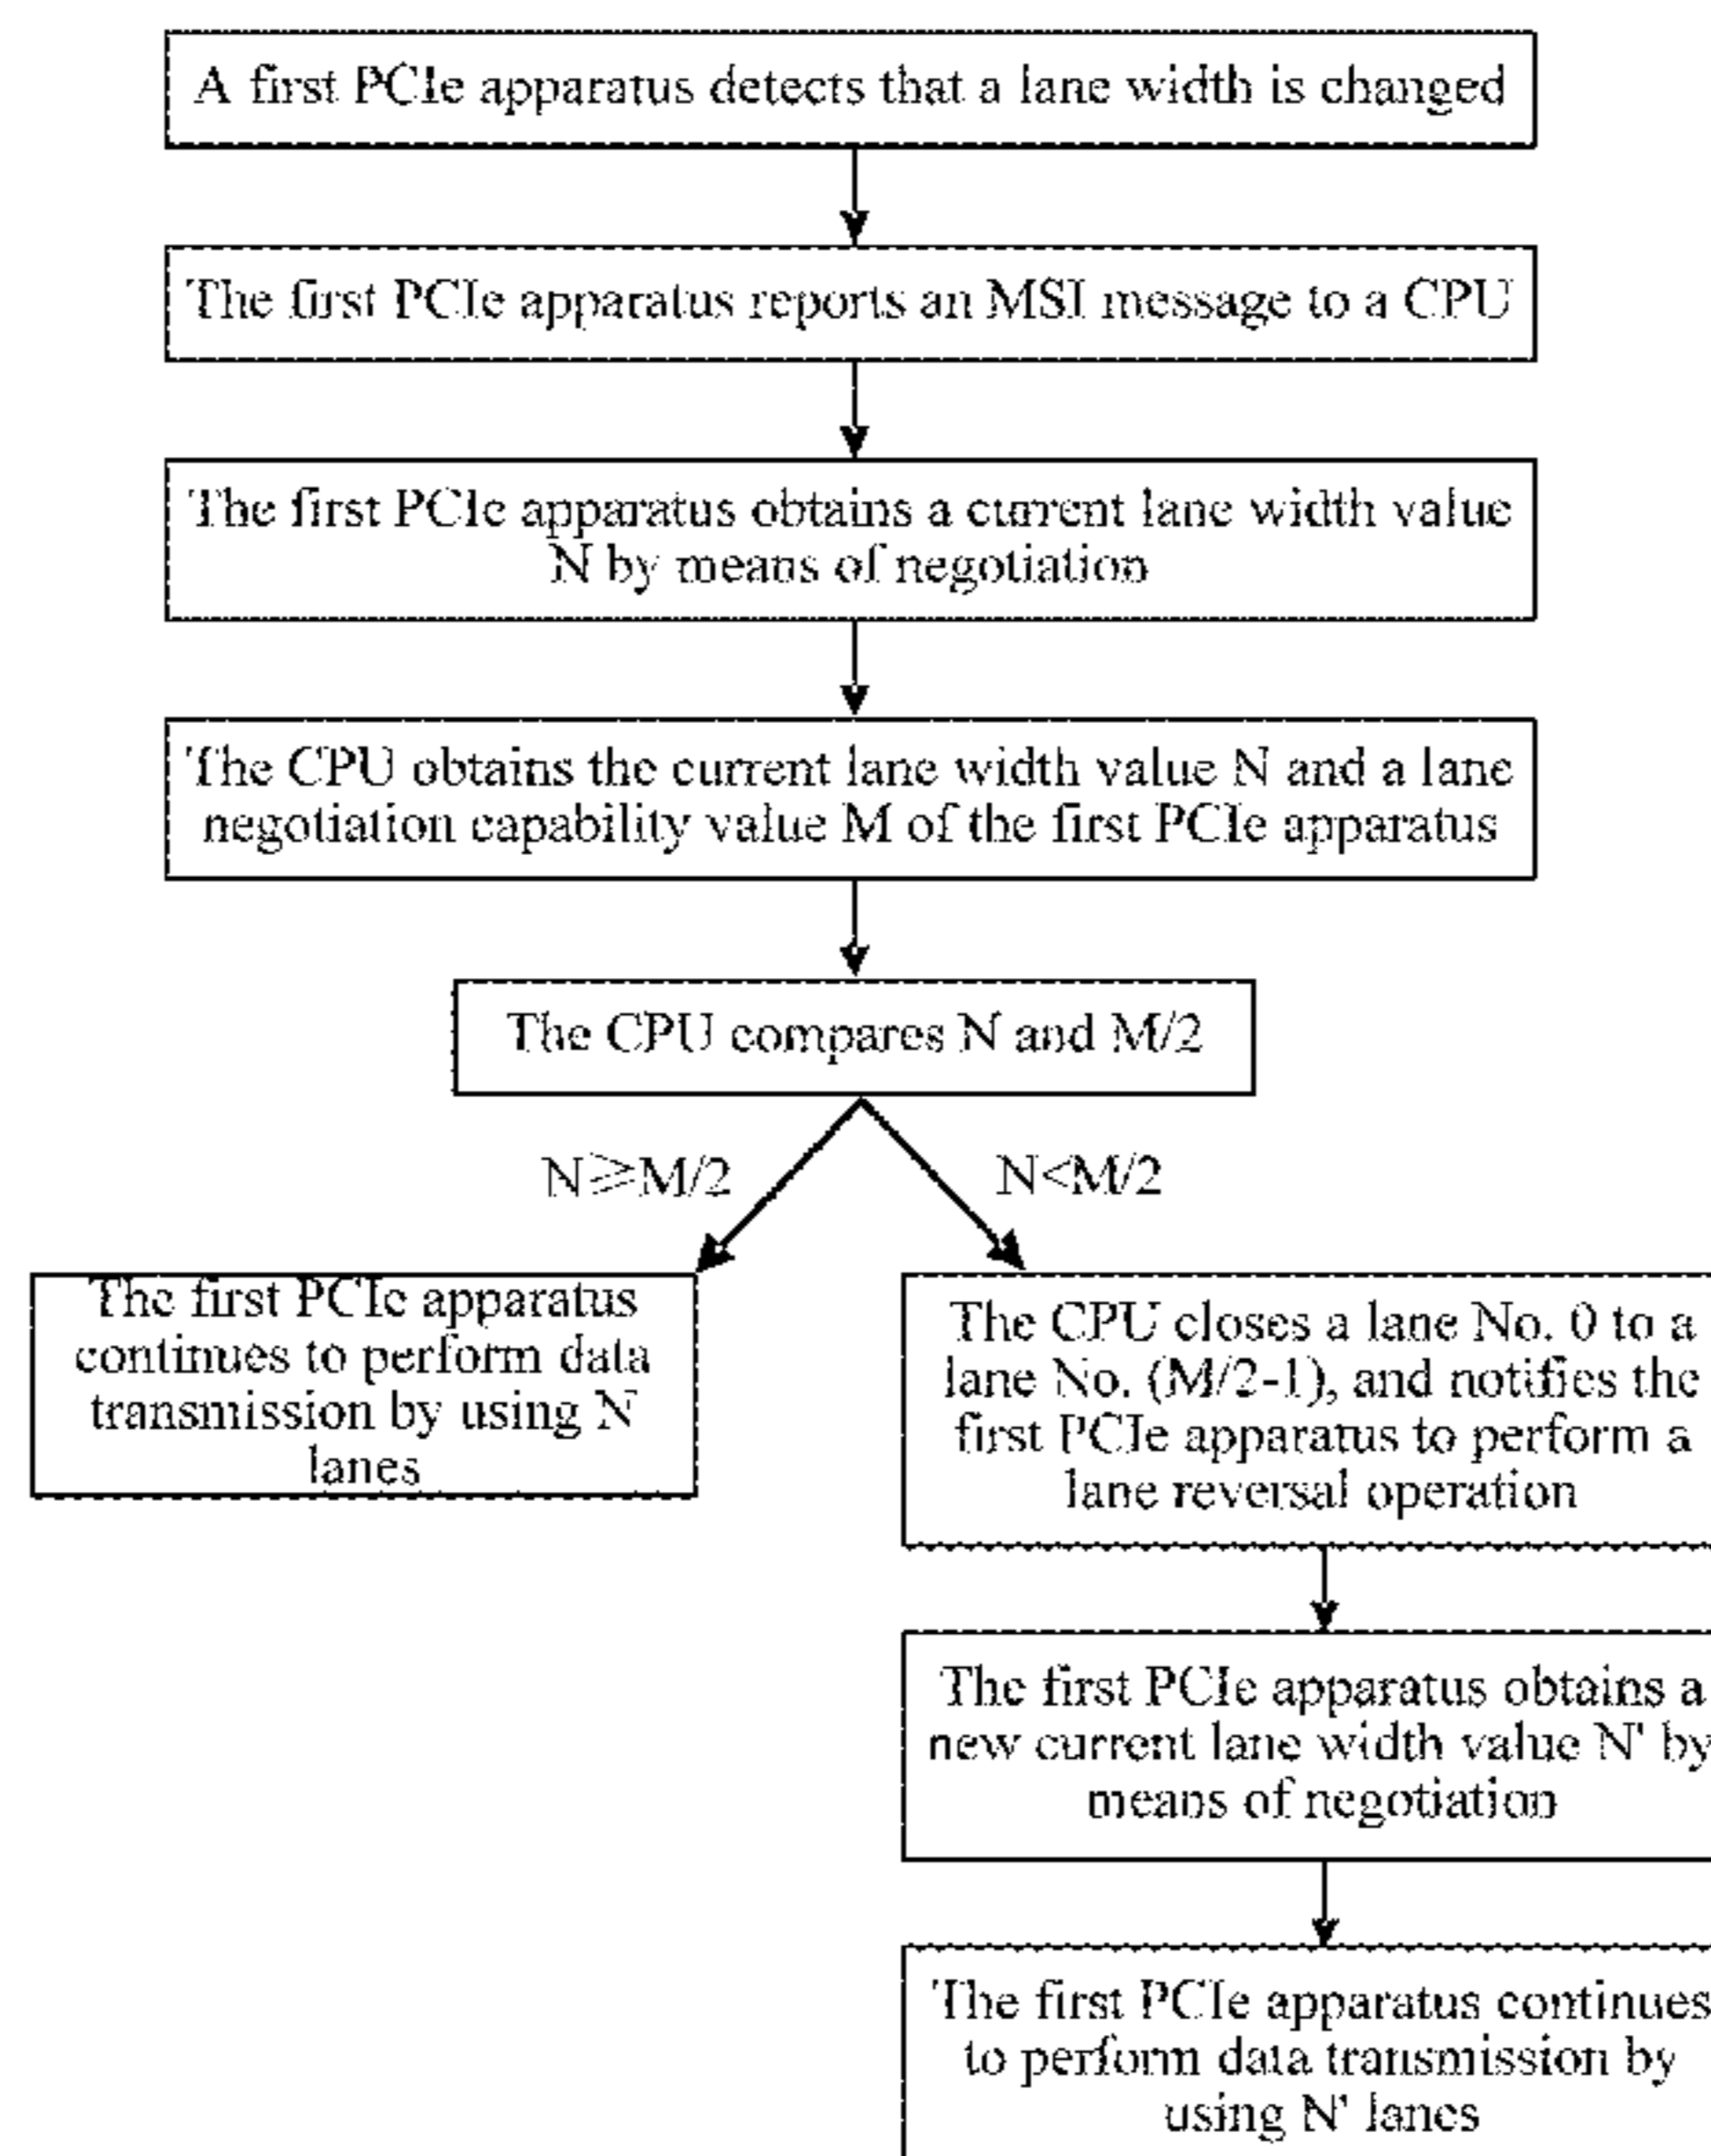 A first PCIe apparatus detects that a lane width is changed
The first PCIe apparatus reports an MSI message to a CPU
The first PCIe apparatus obtains a current lane width value
N by means of negotiation
The CPU obtains the current lane width value N and a lane
negotiation capability value M of the first PCIe apparatus
The CPU compares N and M/2
N⩾M/2
N<M/2
The first PCIe apparatus
continues to perform data
transmission by using N
lanes
The CPU closes a lane No. 0 to a
lane No. (M/2-1), and notifies the
first PCIe apparatus to perform a
lane reversal operation
The first PCIe apparatus obtains a
new current lane width value N' by
means of negotiation
The first PCIe apparatus continues
to perform data transmission by
using N' lanes